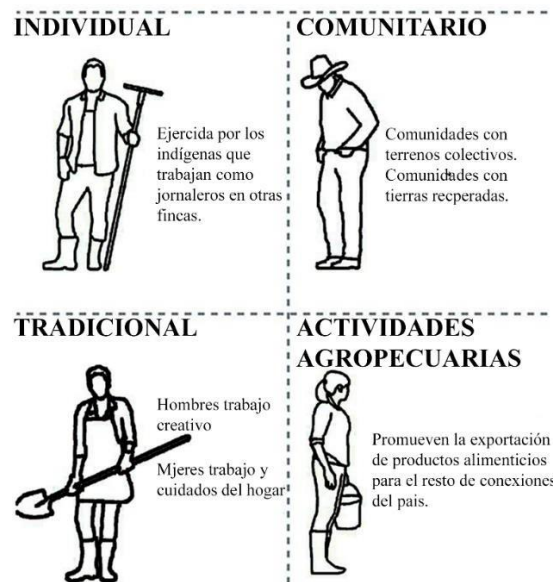 INDIVIDUAL
Ejercida por los
indígenas que
trabajan como
jornaleros en otras
fincas.
COMUNITARIO
Comunidades con
terrenos colectivos.
Comunidades con
tierras recperadas.
TRADICIONAL
Hombres trabajo
creativo
Mjeres trabajo y
cuidados del hogar
ACTIVIDADES
AGROPECUARIAS
Promueven la exportación
de productos alimenticios
para el resto de conexiones
del pais.